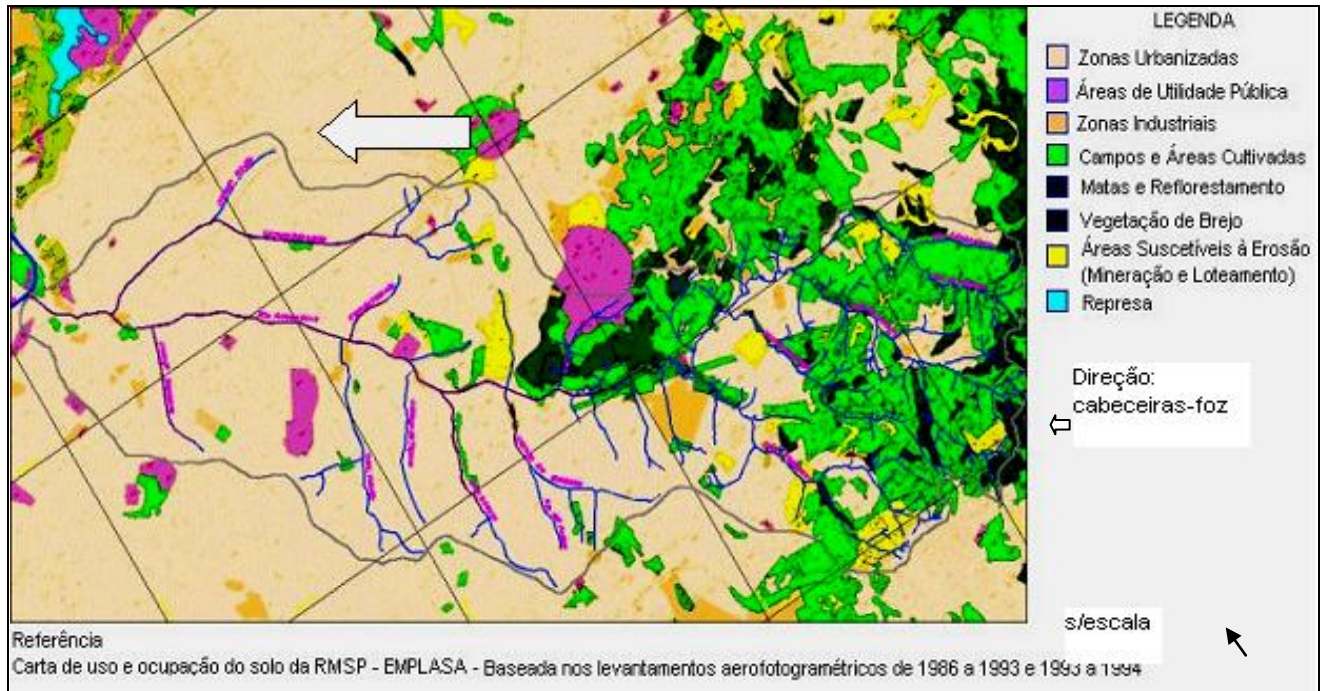 LEGENDA
Zonas Urbanizadas
Áreas de Utilidade Pública
Zonas Industriais
Campos e Áreas Cultivadas
Matas e Reflorestamento
Vegetação de Brejo
Áreas Suscetíveis à Erosão
(Mineração e Loteamento)
Represa
Direção:
cabeceiras-foz
s/escala
Referência
Carta de uso e ocupação do solo da RMSP - EMPLASA - Baseada nos levantamentos aerofotogramétricos de 1986 a 1993 e 1993 a 1994